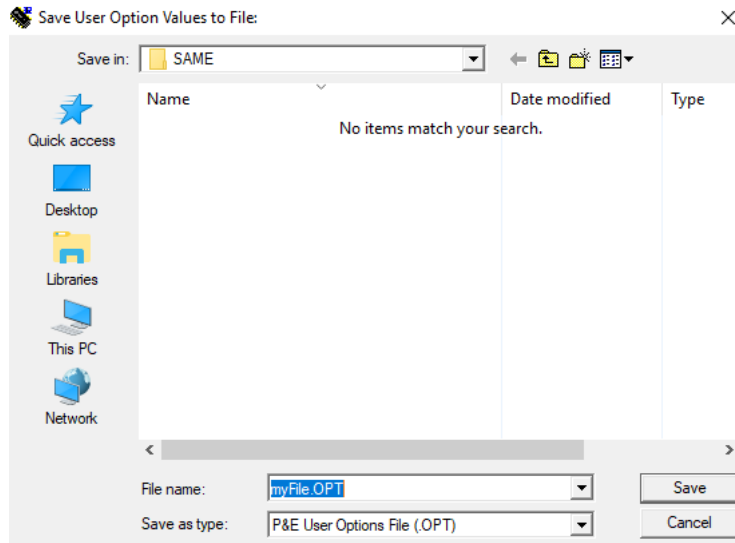 Save User Option Values to File:
Save in: SAME
Name Date modified Type
No items match your search.
Quick access
Desktop
Libraries
This PC
Network
File name: myFile.OPT Save
Save as type: P&E User Options File (.OPT) Cancel